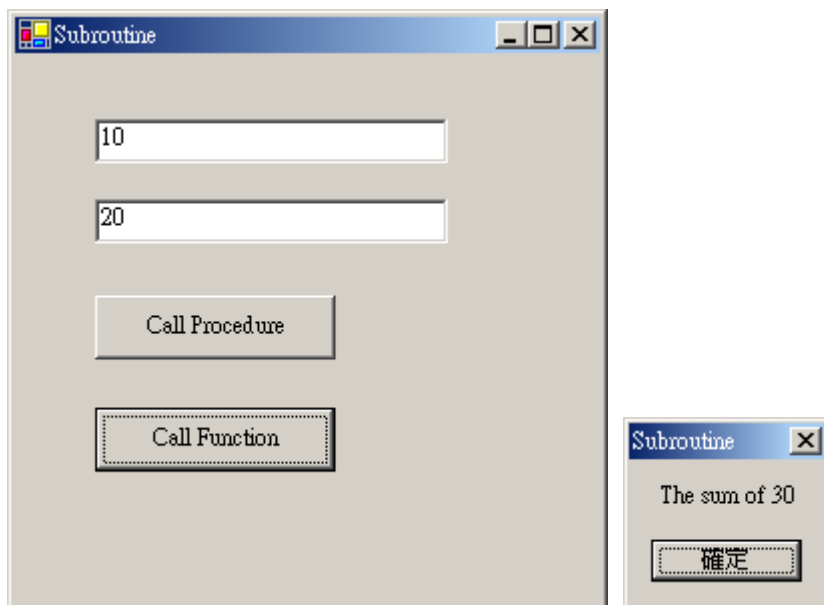 Subroutine
10
20
Call Procedure
Call Function
Subroutine
The sum of 30
確定